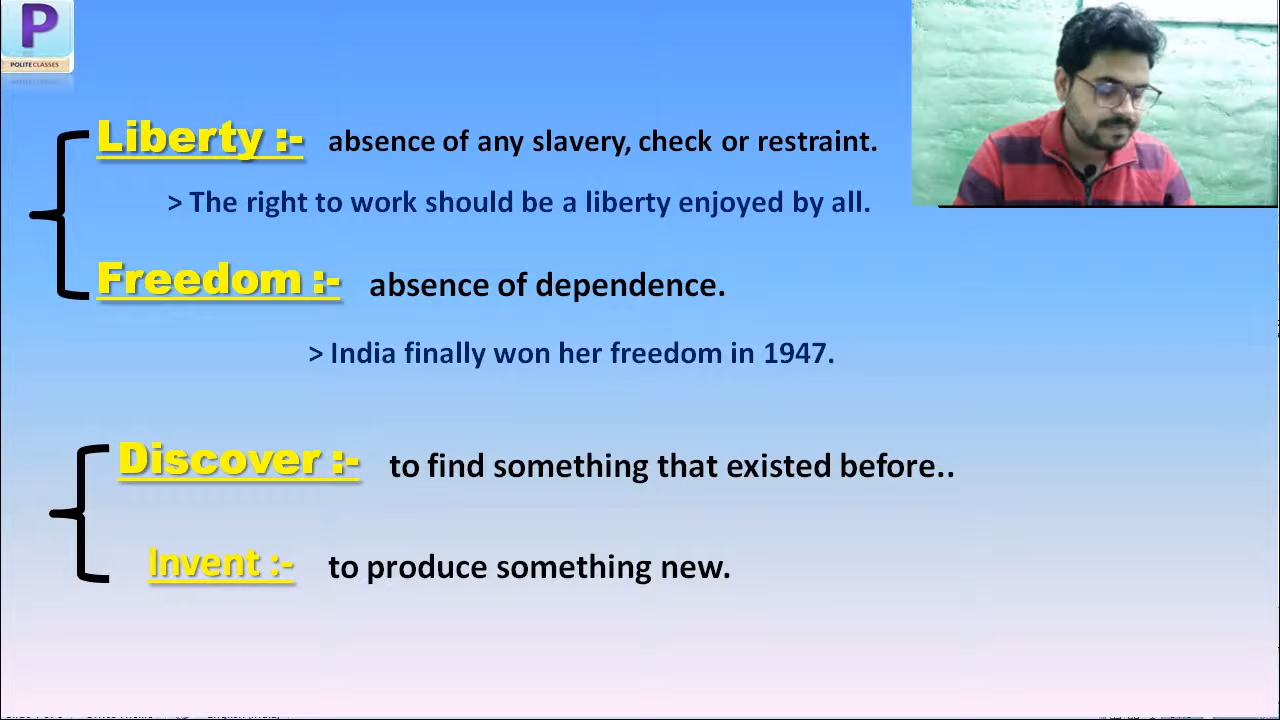 P
POLITE CLASSES
Liberty :- absence of any slavery, check or restraint.
> The right to work should be a liberty enjoyed by all.
Freedom :- absence of dependence.
> India finally won her freedom in 1947.
Discover :- to find something that existed before..
Invent :- to produce something new.